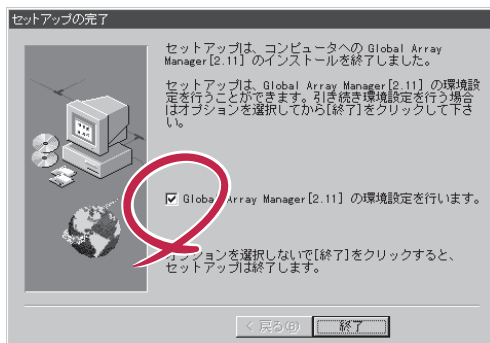 セットアップの完了
セットアップは、コンピュータへの Global Array
Manager[2.11] のインストールを終了しました。
セットアップは、Global Array Manager[2.11] の環境設
定を行うことができます。引き続き環境設定を行う場合
はオプションを選択してから[終了]をクリックして下さ
い。
Global Array Manager[2.11] の環境設定を行います。
オプションを選択しないで[終了]をクリックすると、
セットアップは終了します。
< 戻る(B)
終了